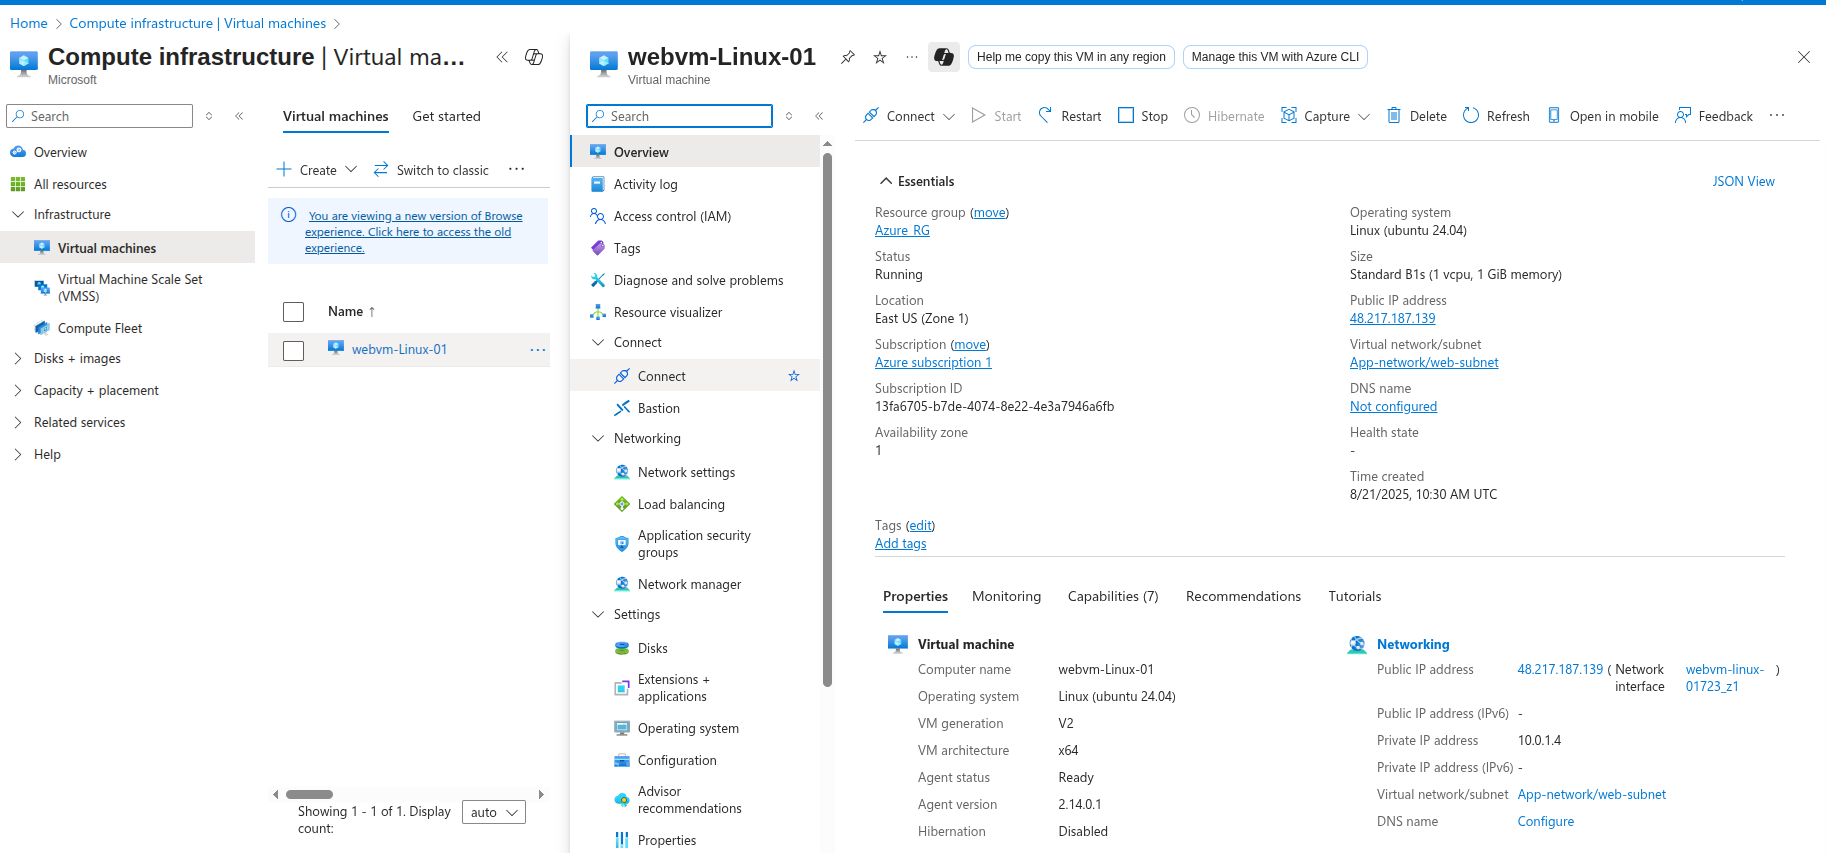 Home > Compute infrastructure | Virtual machines >
Compute infrastructure | Virtual ma...
Microsoft
Search
Overview
All resources
Infrastructure
Virtual machines
Virtual Machine Scale Set
(VMSS)
Compute Fleet
Disks + images
Capacity + placement
Related services
Help
Virtual machines
Get started
Create
Switch to classic
You are viewing a new version of Browse
experience. Click here to access the old
experience.
Name ↑
webvm-Linux-01
Showing 1 - 1 of 1. Display
count:
auto
webvm-Linux-01
Virtual machine
Help me copy this VM in any region
Manage this VM with Azure CLI
Search
Overview
Activity log
Access control (IAM)
Tags
Diagnose and solve problems
Resource visualizer
Connect
Connect
Bastion
Networking
Network settings
Load balancing
Application security
groups
Network manager
Settings
Disks
Extensions +
applications
Operating system
Configuration
Advisor
recommendations
Properties
Connect
Start
Restart
Stop
Hibernate
Capture
Delete
Refresh
Open in mobile
Feedback
Essentials
JSON View
Resource group (move)
Azure_RG
Status
Running
Location
East US (Zone 1)
Subscription (move)
Azure subscription 1
Subscription ID
13fa6705-b7de-4074-8e22-4e3a7946a6fb
Availability zone
1
Operating system
Linux (ubuntu 24.04)
Size
Standard B1s (1 vcpu, 1 GiB memory)
Public IP address
48.217.187.139
Virtual network/subnet
App-network/web-subnet
DNS name
Not configured
Health state
-
Time created
8/21/2025, 10:30 AM UTC
Tags (edit)
Add tags
Properties
Monitoring
Capabilities (7)
Recommendations
Tutorials
Virtual machine
Computer name webvm-Linux-01
Operating system Linux (ubuntu 24.04)
VM generation V2
VM architecture x64
Agent status Ready
Agent version 2.14.0.1
Hibernation Disabled
Networking
Public IP address 48.217.187.139 ( Network webvm-linux- )
interface 01723_z1
Public IP address (IPv6) -
Private IP address 10.0.1.4
Private IP address (IPv6) -
Virtual network/subnet App-network/web-subnet
DNS name Configure